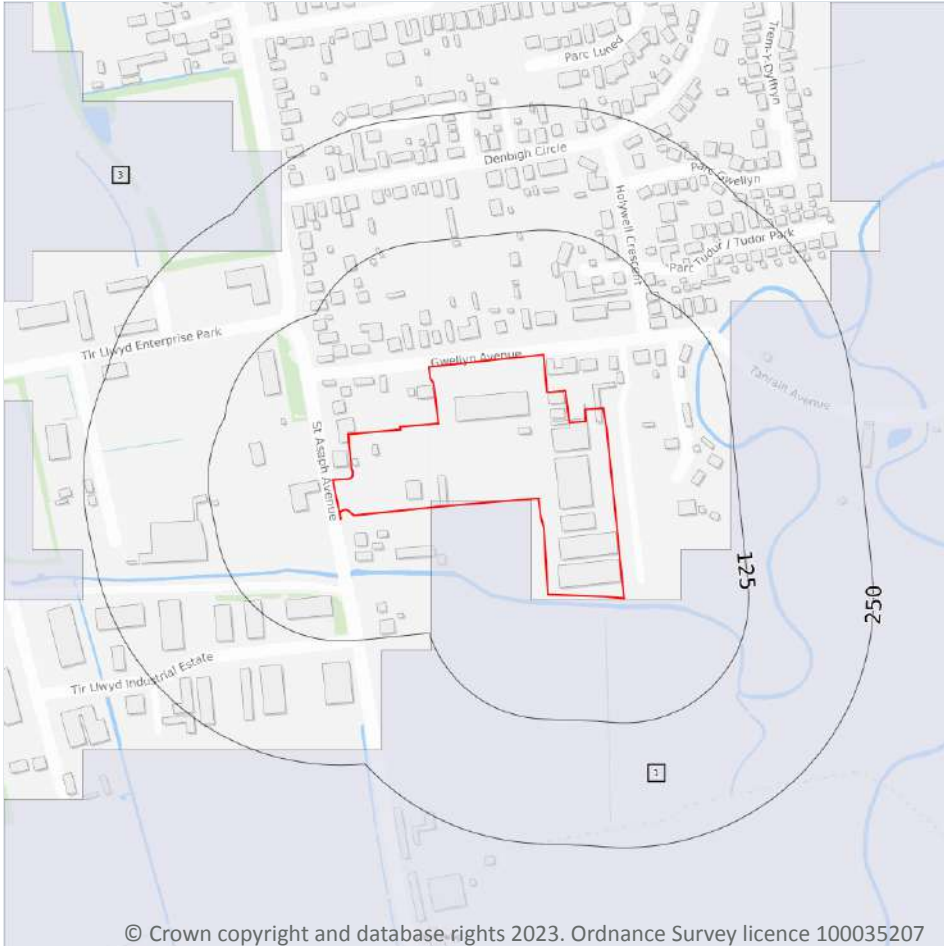 Parc Luned
Trem-Y-Dyffryn
3
Denbigh Circle
Parc Gwellyn
Holywell Crescent
Parc Tudur / Tudor Park
Tir Llwyd Enterprise Park
Gwellyn Avenue
Tanrallt Avenue
St Asaph Avenue
125
250
Tir Llwyd Industrial Estate
1
© Crown copyright and database rights 2023. Ordnance Survey licence 100035207